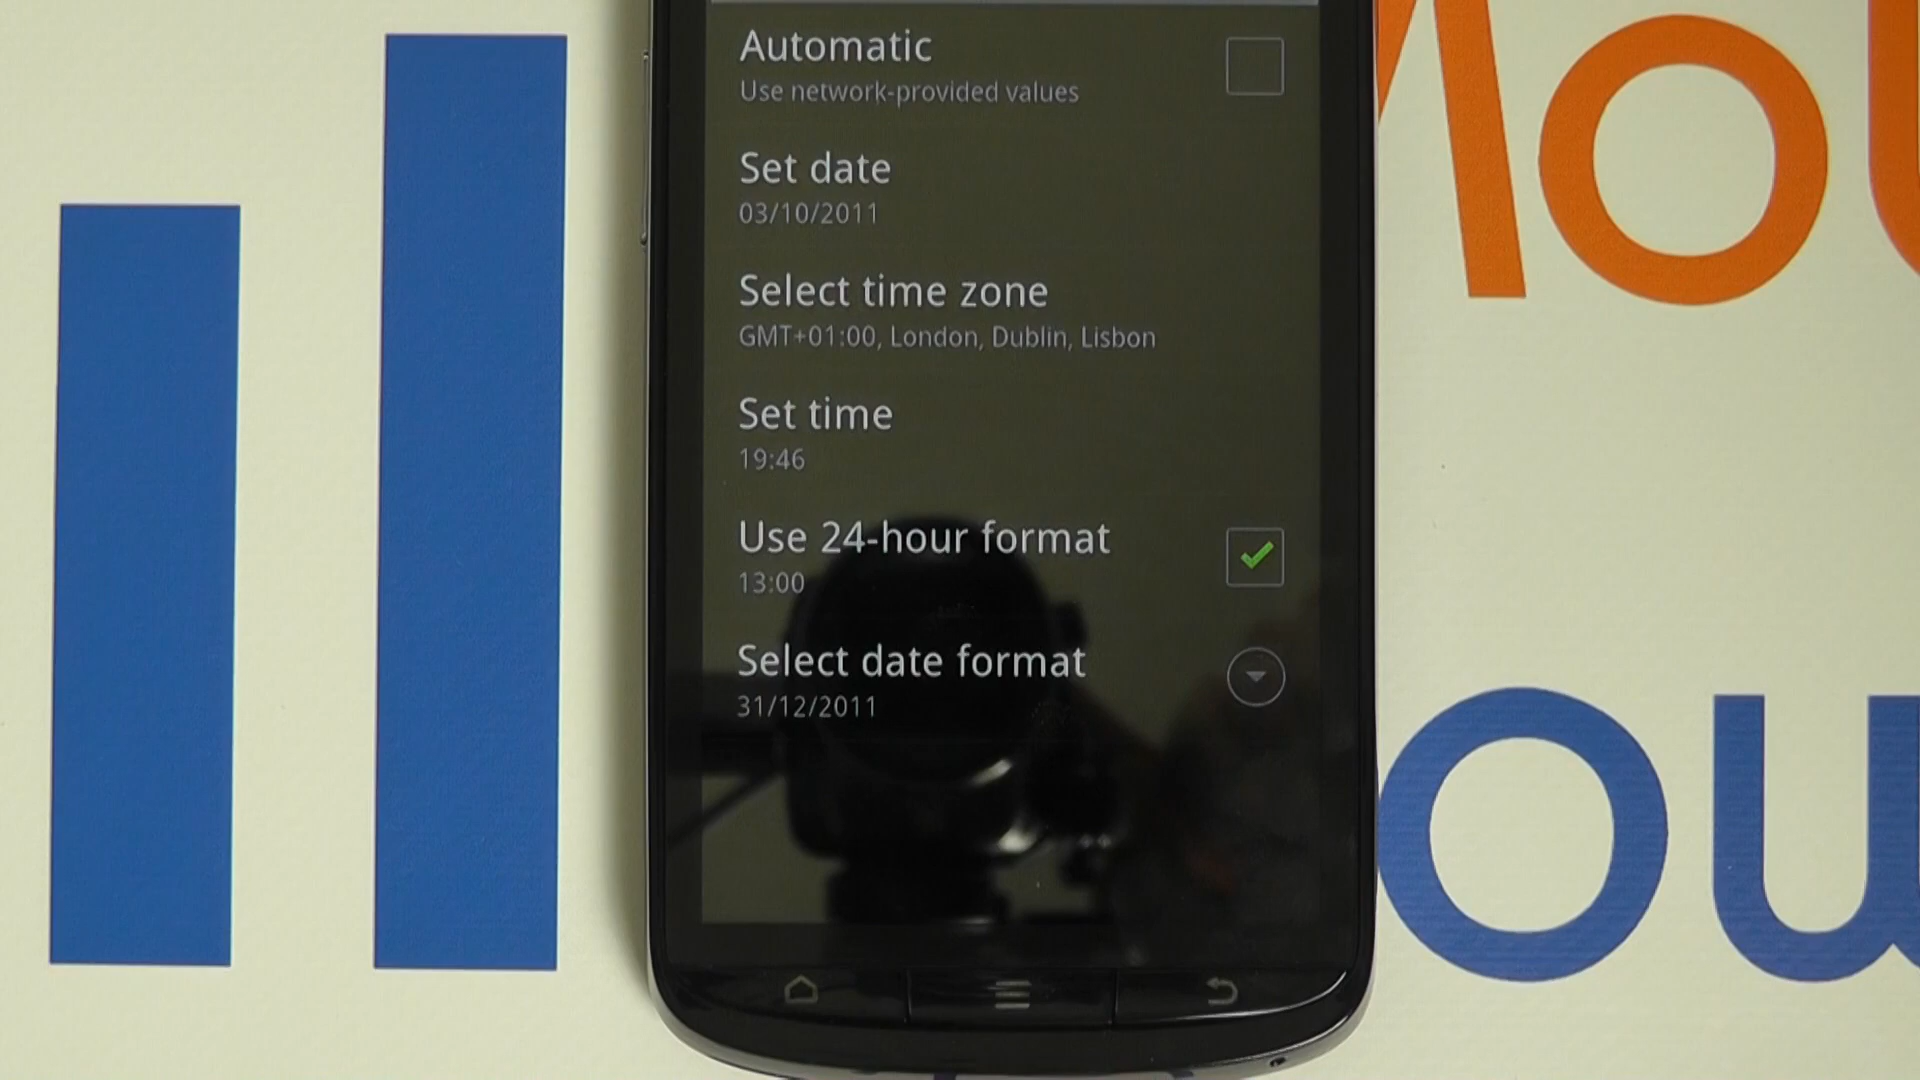 Automatic
Use network-provided values
Set date
03/10/2011
Select time zone
GMT+01:00, London, Dublin, Lisbon
Set time
19:46
Use 24-hour format
13:00
Select date format
31/12/2011